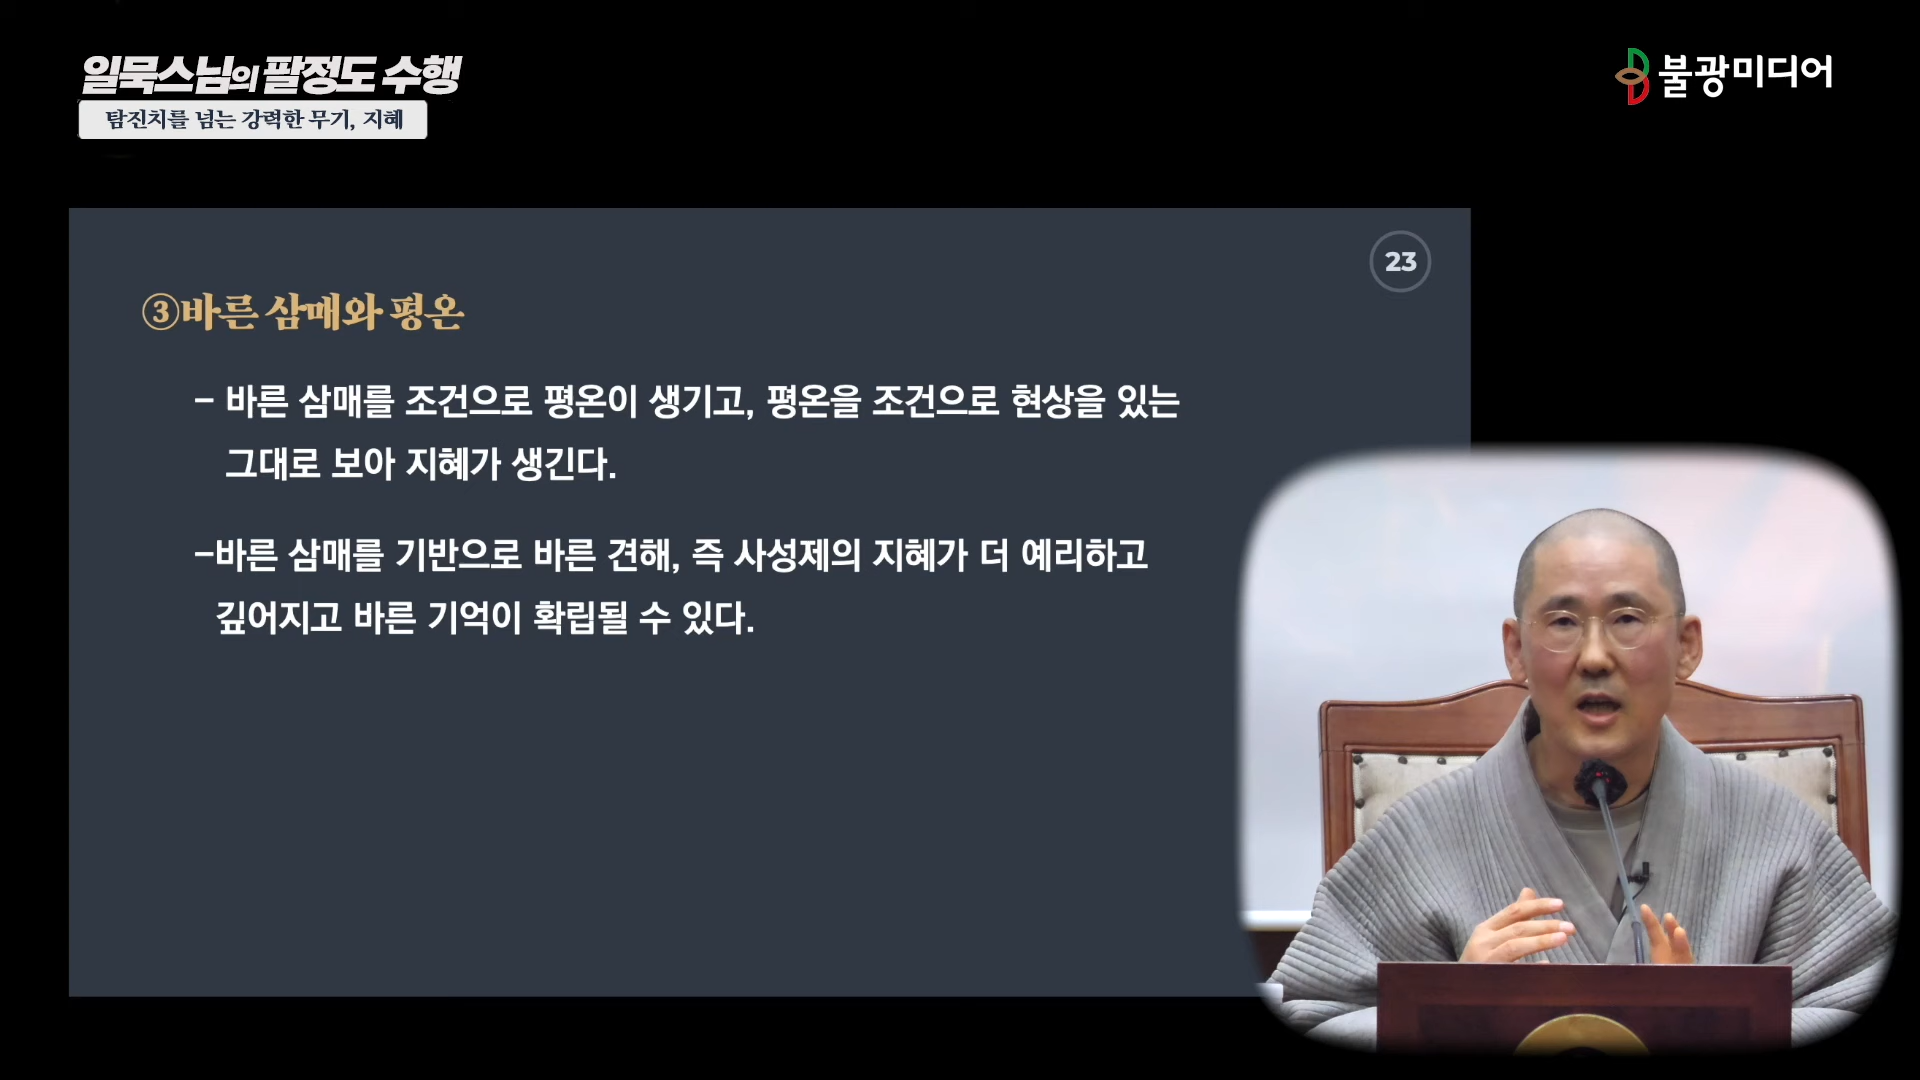 일묵스님의 팔정도 수행
탐진치를 넘는 강력한 무기, 지혜
불광미디어
23
③바른 삼매와 평온
- 바른 삼매를 조건으로 평온이 생기고, 평온을 조건으로 현상을 있는
그대로 보아 지혜가 생긴다.
-바른 삼매를 기반으로 바른 견해, 즉 사성제의 지혜가 더 예리하고
깊어지고 바른 기억이 확립될 수 있다.